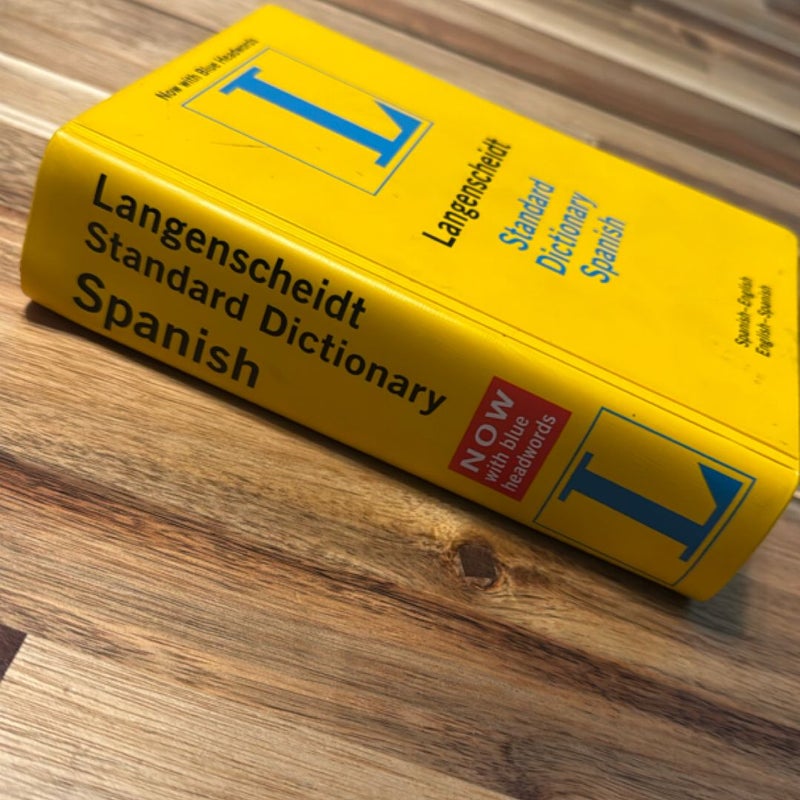 Now with Blue Headwords
L
Langenscheidt
Standard
Dictionary
Spanish
Spanish–English
English–Spanish
Langenscheidt
Standard Dictionary
Spanish
NOW
with blue
headwords
L